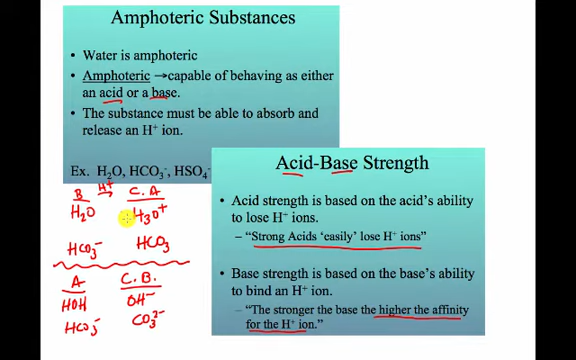 Amphoteric Substances
• Water is amphoteric
• Amphoteric →capable of behaving as either
an acid or a base.
• The substance must be able to absorb and
release an H⁺ ion.
Ex. H₂O, HCO₃⁻, HSO₄⁻
B H⁺ → C.A
H₂O H₃O⁺
HCO₃⁻ HCO₃
A C.B.
HOH OH⁻
HCO₃⁻ CO₃²⁻
Acid-Base Strength
• Acid strength is based on the acid's ability
to lose H⁺ ions.
– "Strong Acids 'easily' lose H⁺ ions"
• Base strength is based on the base's ability
to bind an H⁺ ion.
– "The stronger the base the higher the affinity
for the H⁺ ion."